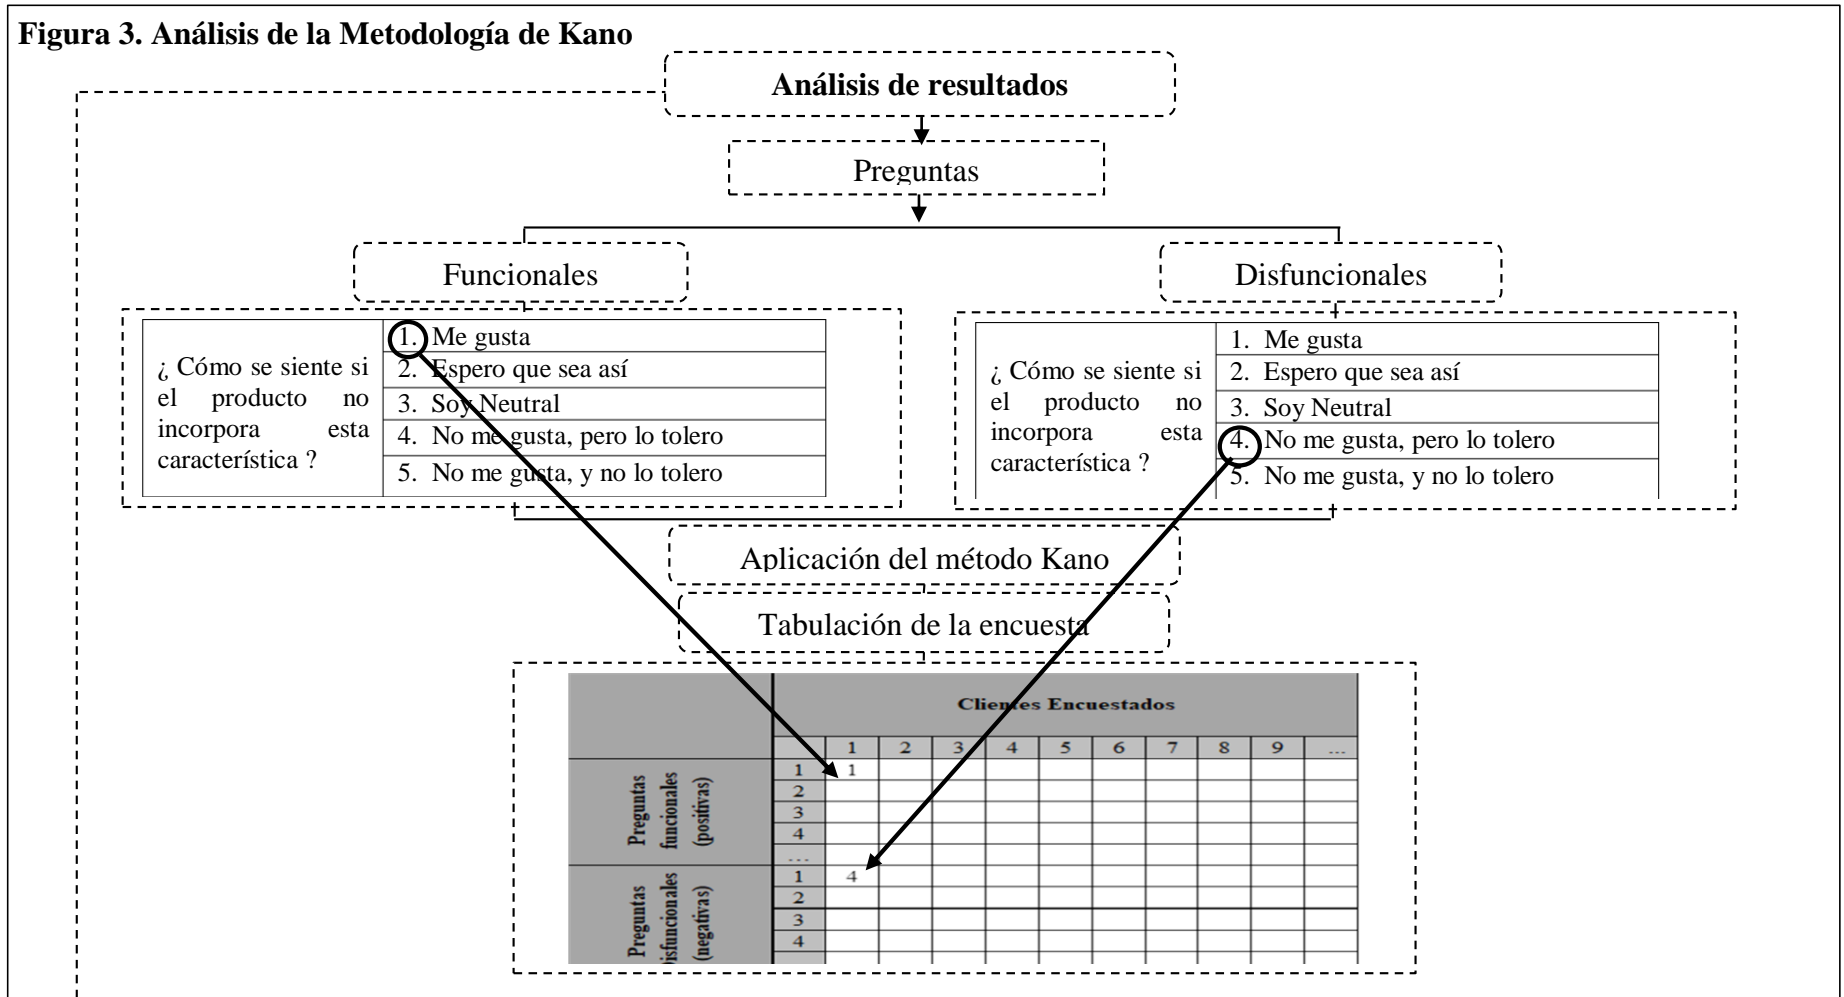 Figura 3. Análisis de la Metodología de Kano
Análisis de resultados
Preguntas
Funcionales
Disfuncionales
¿ Cómo se siente si
el producto no
incorpora esta
característica ?
1. Me gusta
2. Espero que sea así
3. Soy Neutral
4. No me gusta, pero lo tolero
5. No me gusta, y no lo tolero
¿ Cómo se siente si
el producto no
incorpora esta
característica ?
1. Me gusta
2. Espero que sea así
3. Soy Neutral
4. No me gusta, pero lo tolero
5. No me gusta, y no lo tolero
Aplicación del método Kano
Tabulación de la encuesta
Clientes Encuestados
1 2 3 4 5 6 7 8 9 ...
Preguntas
funcionales
(positivas)
1 1
2
3
4
...
Preguntas
Disfuncionales
(negativas)
1 4
2
3
4